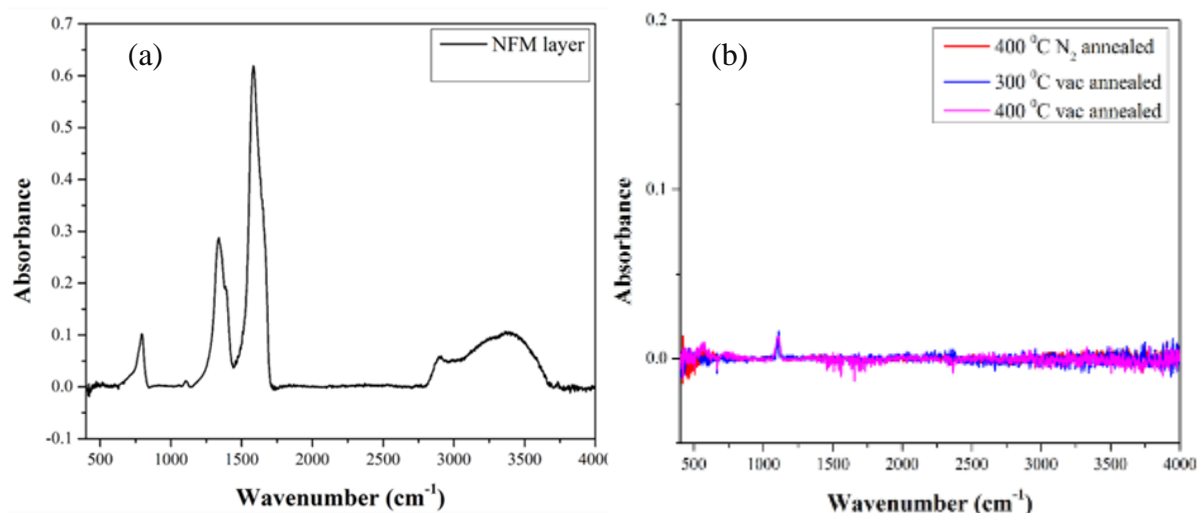 (a)
NFM layer
0.7
0.6
0.5
0.4
0.3
0.2
0.1
0.0
-0.1
Absorbance
500 1000 1500 2000 2500 3000 3500 4000
Wavenumber (cm⁻¹)
(b)
400 ⁰C N₂ annealed
300 ⁰C vac annealed
400 ⁰C vac annealed
0.2
0.1
0.0
Absorbance
500 1000 1500 2000 2500 3000 3500 4000
Wavenumber (cm⁻¹)